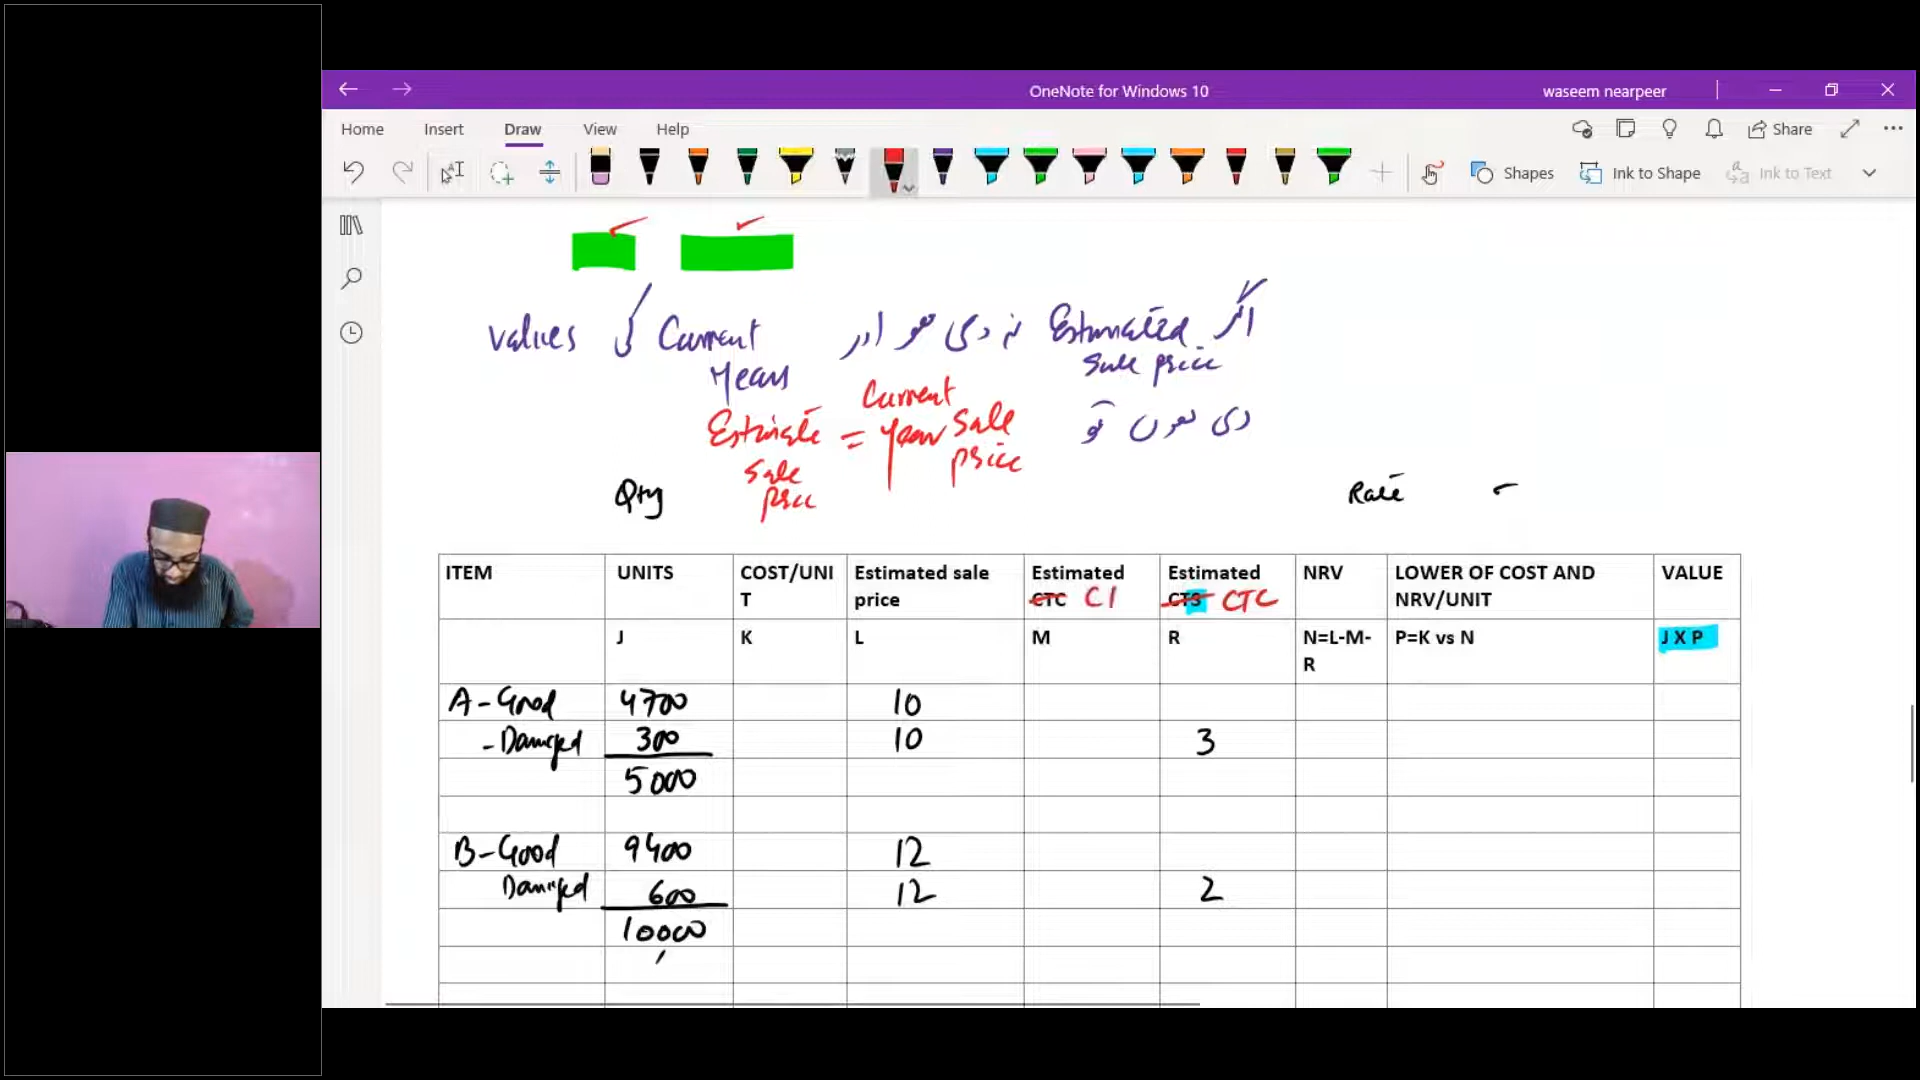 OneNote for Windows 10
waseem nearpeer
Home Insert Draw View Help
Share
Shapes
Ink to Shape
Ink to Text
اگر Estimated sale price نہ دی ہو اور Current Year کی values
دی ہوں تو
Estimate sale price = Current year sale price
Qty
Rate
ITEM UNITS COST/UNIT Estimated sale price Estimated CTC C1 Estimated CTS CTC NRV LOWER OF COST AND NRV/UNIT VALUE
J K L M R N=L-M-R P=K vs N J X P
A - Good 4700 10
- Damaged 300 10 3
5000
B - Good 9400 12
Damaged 600 12 2
10000